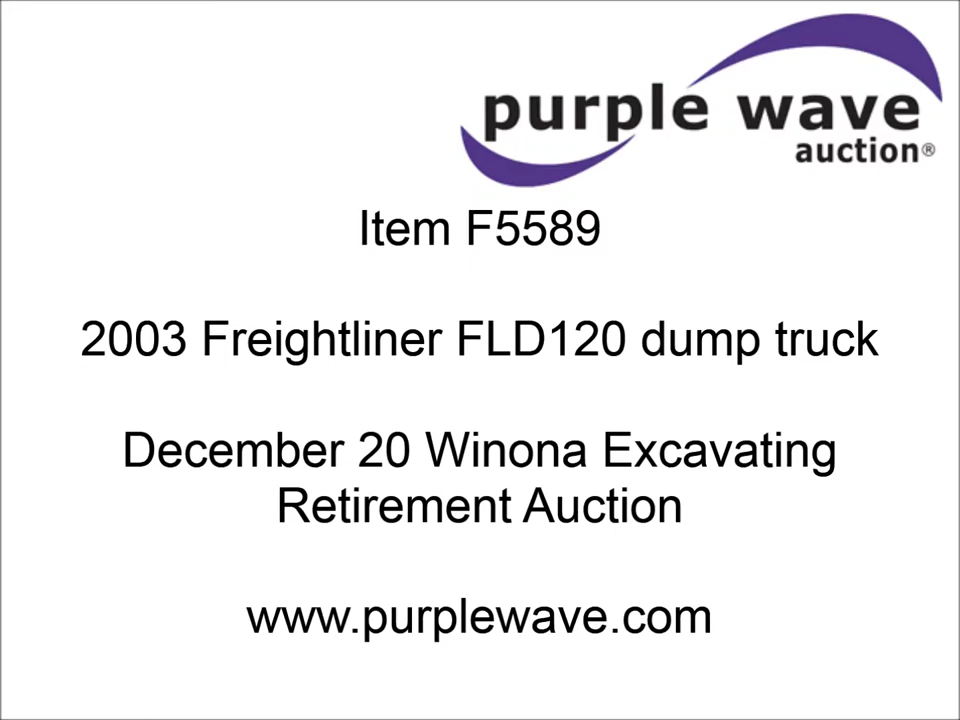 purple wave
auction®
Item F5589
2003 Freightliner FLD120 dump truck
December 20 Winona Excavating
Retirement Auction
www.purplewave.com